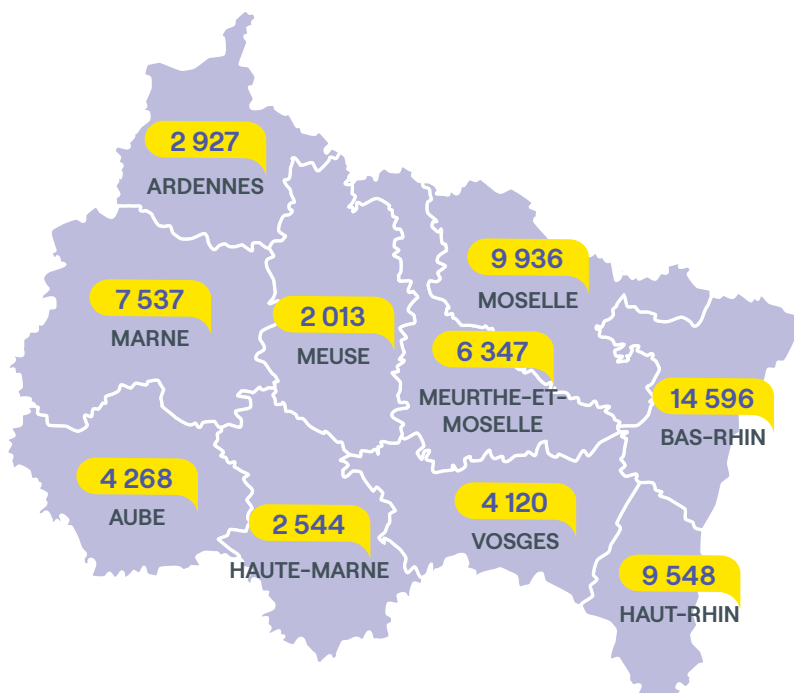 2 927
ARDENNES
9 936
MOSELLE
7 537
MARNE
2 013
MEUSE
6 347
MEURTHE-ET-
MOSELLE
14 596
BAS-RHIN
4 268
AUBE
2 544
HAUTE-MARNE
4 120
VOSGES
9 548
HAUT-RHIN